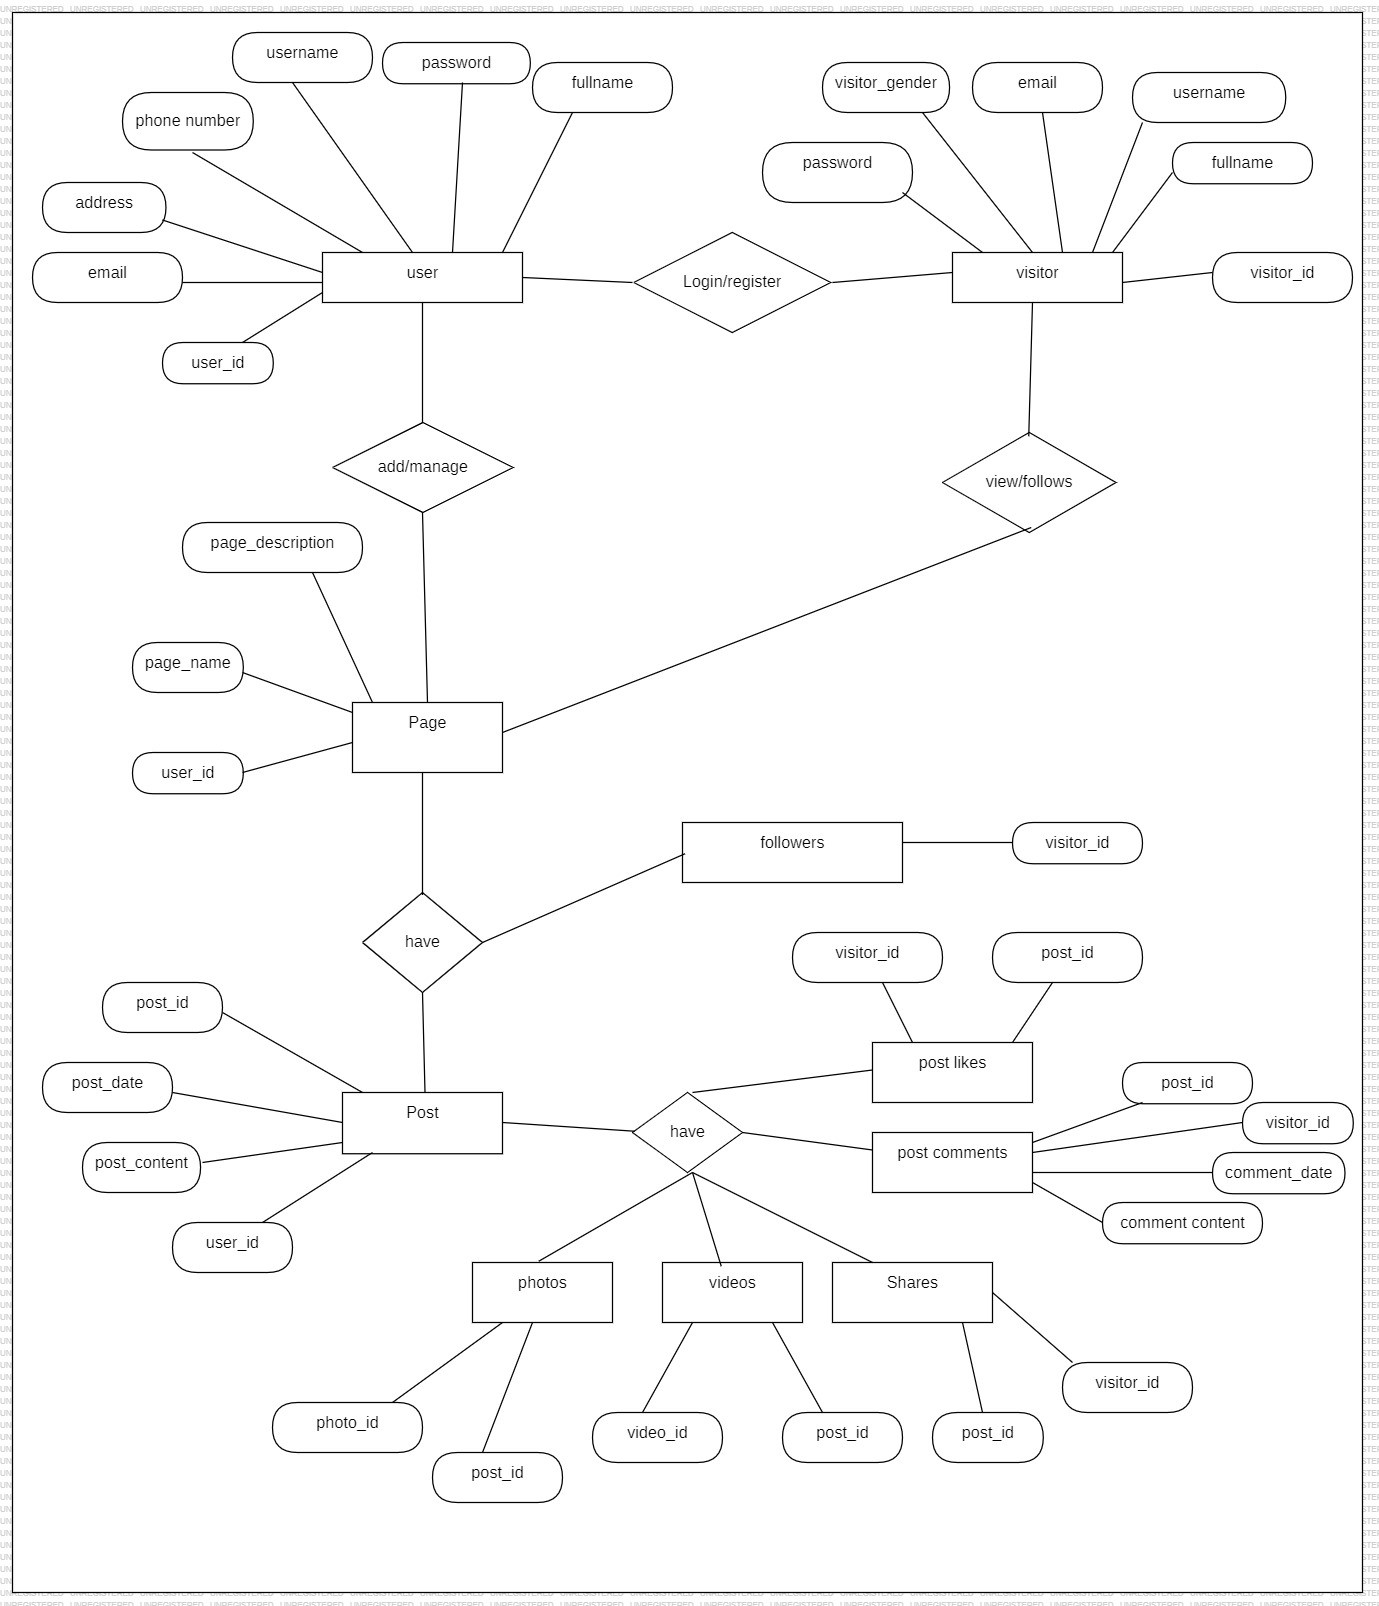 username
password
fullname
phone number
address
email
user
user_id
visitor_gender
email
username
password
fullname
Login/register
visitor
visitor_id
add/manage
view/follows
page_description
page_name
Page
user_id
followers
visitor_id
have
visitor_id
post_id
post_id
post likes
post_date
Post
have
post_id
visitor_id
post_content
post comments
comment_date
user_id
comment content
photos
videos
Shares
visitor_id
photo_id
video_id
post_id
post_id
post_id
UNREGISTERED